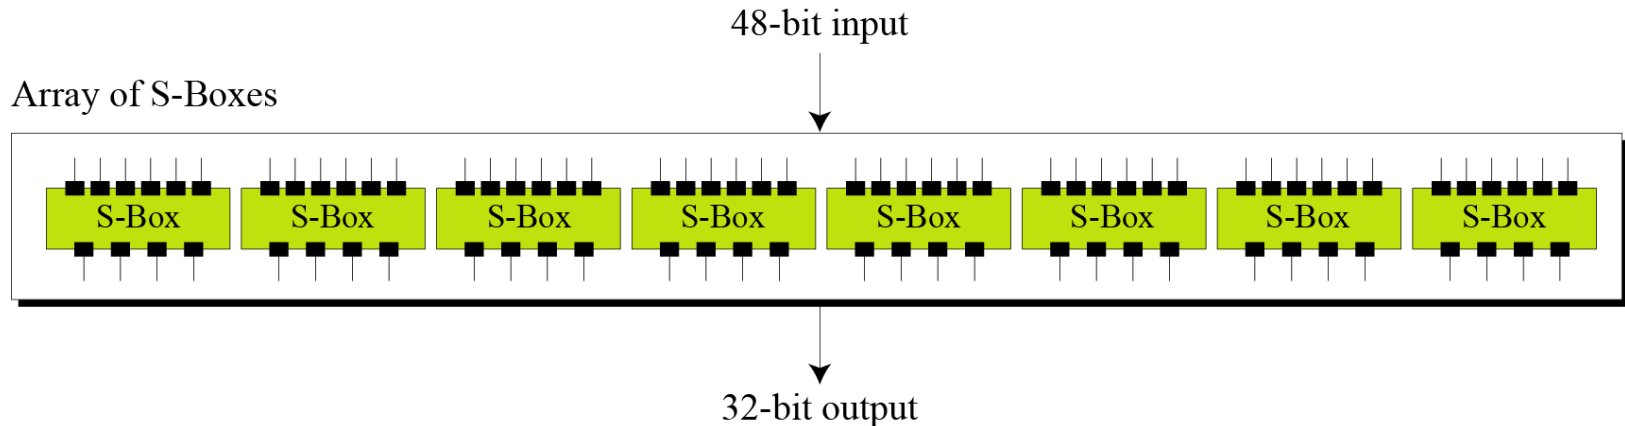 48-bit input
Array of S-Boxes
S-Box S-Box S-Box S-Box S-Box S-Box S-Box S-Box
32-bit output